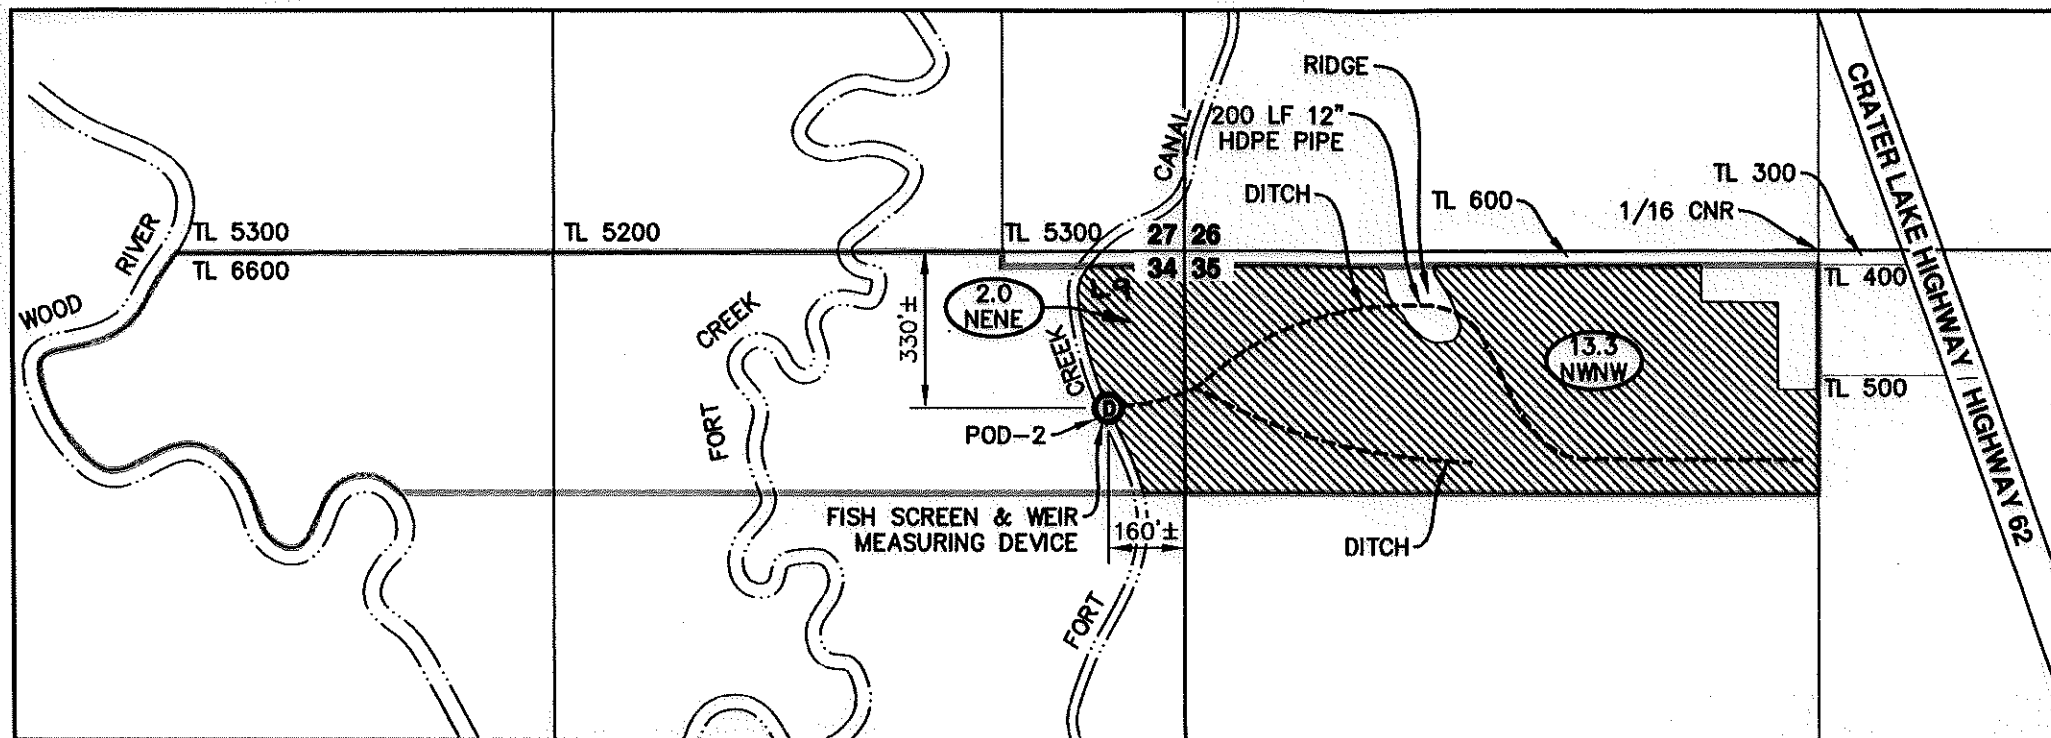 RIDGE
200 LF 12"
HDPE PIPE
DITCH
TL 600
TL 300
1/16 CNR
CRATER LAKE HIGHWAY / HIGHWAY 62
CANAL
TL 5300
TL 5200
TL 5300
27 26
34 35
TL 6600
TL 400
RIVER
WOOD
2.0
NENE
330'±
CREEK
CREEK
FORT
13.3
NWNW
TL 500
D
POD-2
FISH SCREEN & WEIR
MEASURING DEVICE
160'±
DITCH
FORT